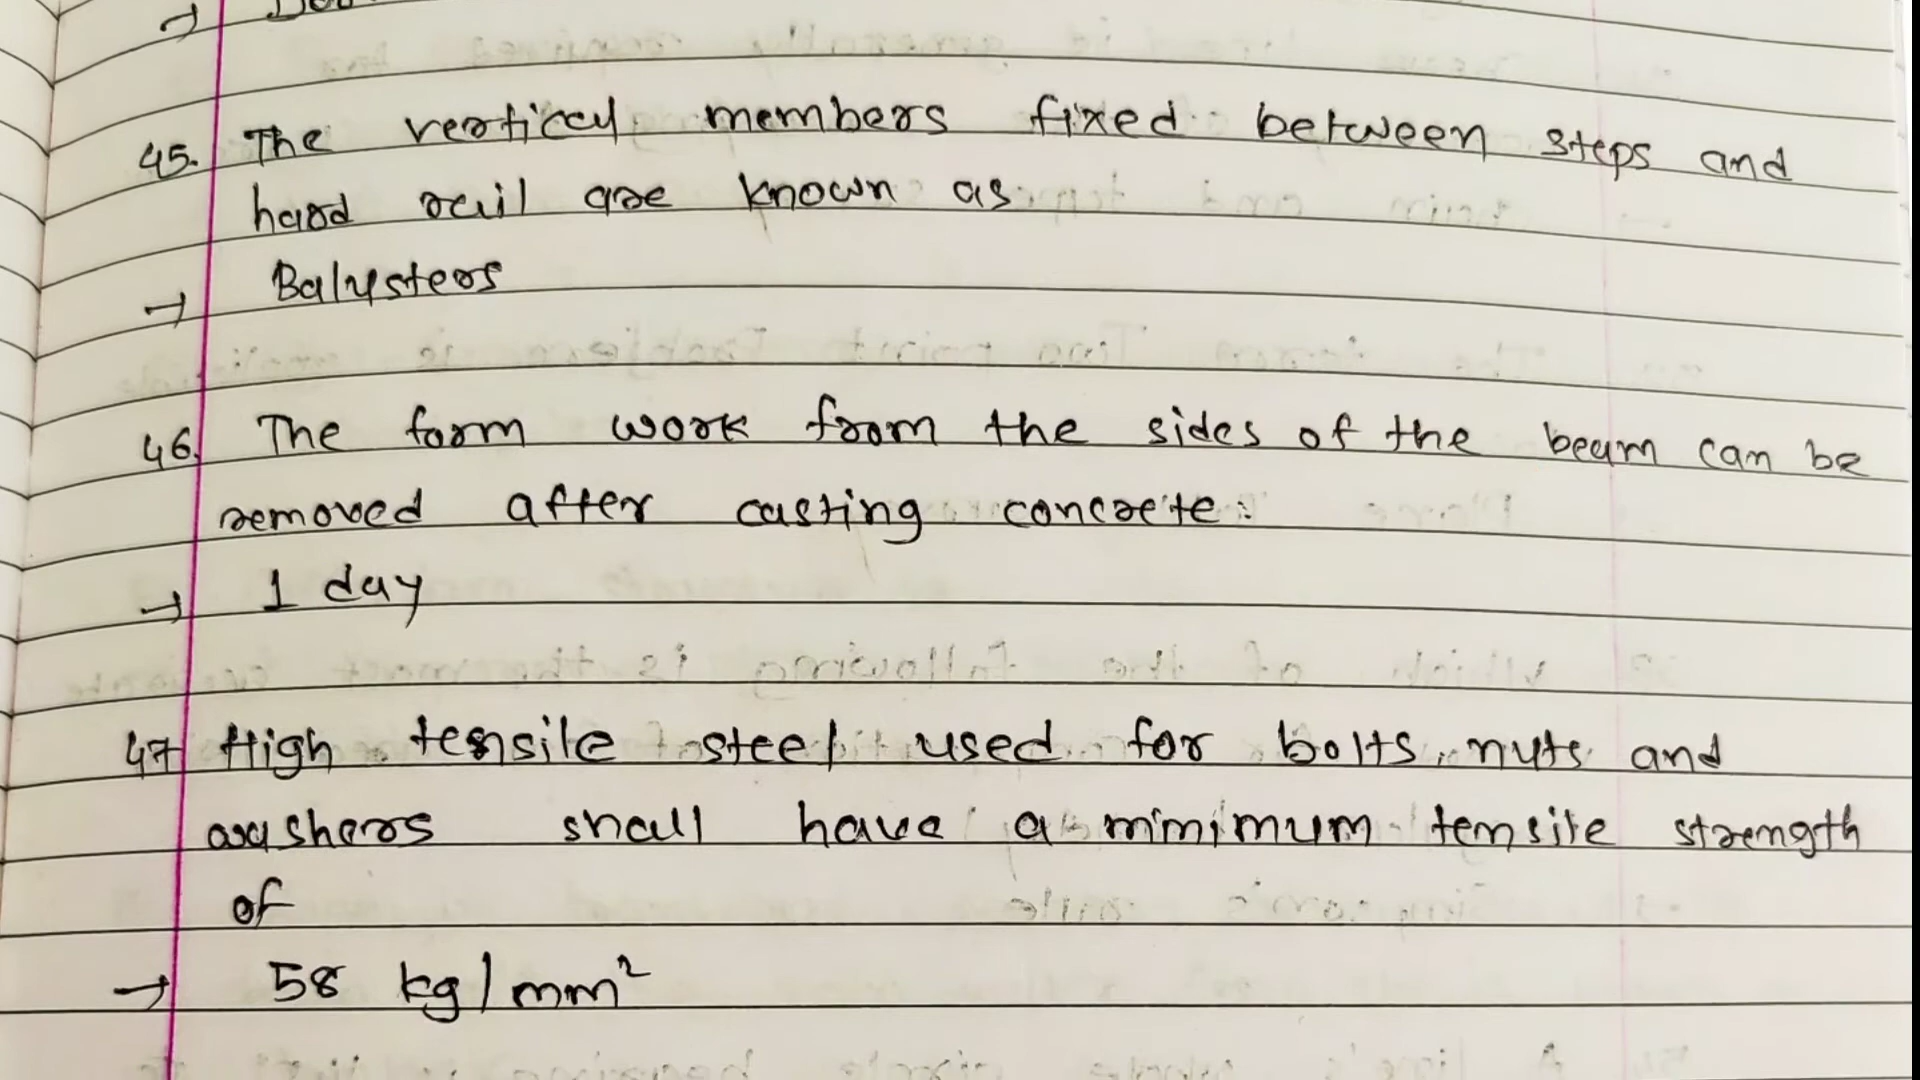 45. The vertical members fixed between steps and
hand rail are known as
→ Balusters
46. The form work from the sides of the beam can be
removed after casting concrete:
→ 1 day
47 High tensile steel used for bolts, nuts and
washers shall have a minimum tensile strength
of
→ 58 kg/mm²